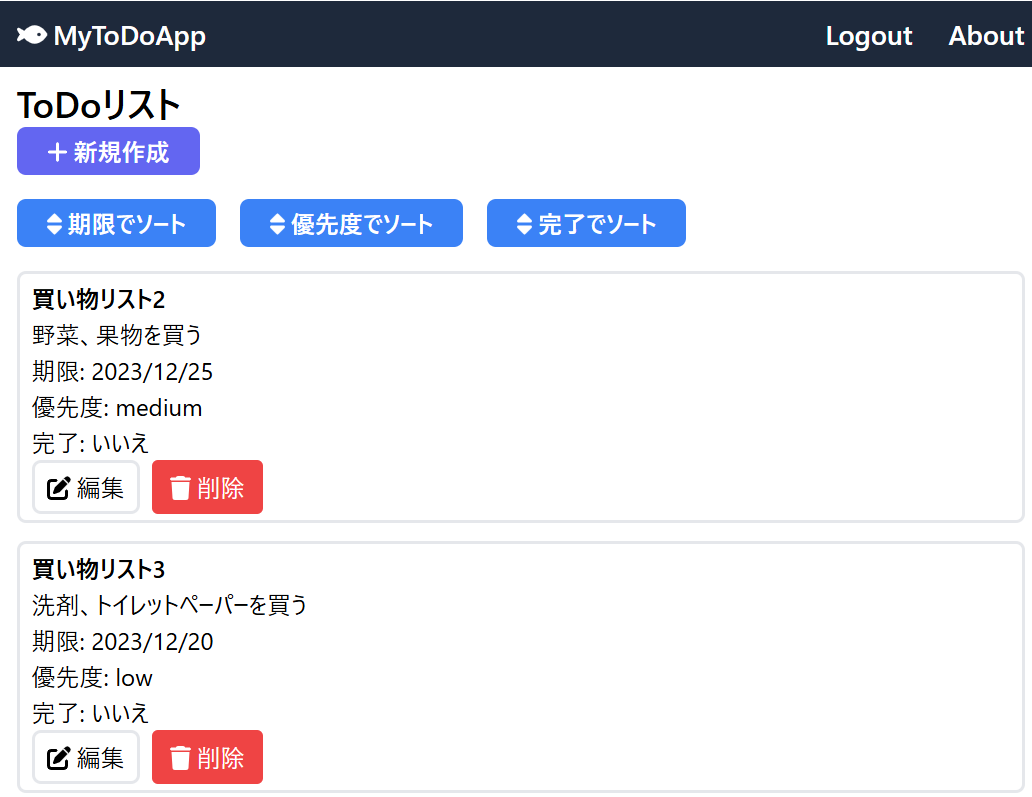 MyToDoApp Logout About
ToDoリスト
新規作成
期限でソート 優先度でソート 完了でソート
買い物リスト2
野菜、果物を買う
期限: 2023/12/25
優先度: medium
完了: いいえ
編集 削除
買い物リスト3
洗剤、トイレットペーパーを買う
期限: 2023/12/20
優先度: low
完了: いいえ
編集 削除